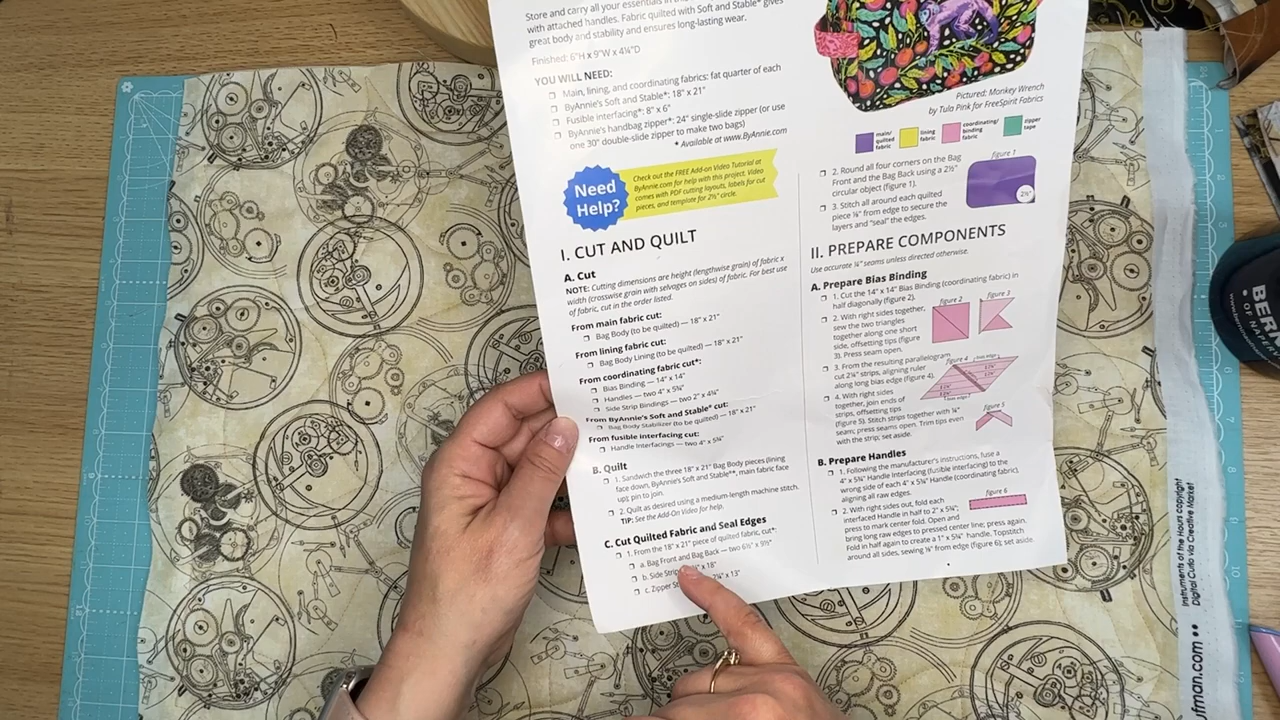 Store and carry all your essentials in
with attached handles. Fabric quilted with Soft and Stable* gives
great body and stability and ensures long-lasting wear.
Finished: 6"H x 9"W x 4¼"D
YOU WILL NEED:
Main, lining, and coordinating fabrics: fat quarter of each
ByAnnie's Soft and Stable*: 18" x 21"
Fusible interfacing*: 8" x 6"
ByAnnie's handbag zipper*: 24" single-slide zipper (or use
one 30" double-slide zipper to make two bags)
* Available at www.ByAnnie.com
Need
Help?
Check out the FREE Add-on Video Tutorial at
ByAnnie.com for help with this project. Video
comes with PDF cutting layouts, labels for cut
pieces, and template for 2½" circle.
I. CUT AND QUILT
A. Cut
NOTE: Cutting dimensions are height (lengthwise grain) of fabric x
width (crosswise grain with selvages on sides) of fabric. For best use
of fabric, cut in the order listed.
From main fabric cut:
Bag Body (to be quilted) — 18" x 21"
From lining fabric cut:
Bag Body Lining (to be quilted) — 18" x 21"
From coordinating fabric cut*:
Bias Binding — 14" x 14"
Handles — two 4" x 5¾"
Side Strip Bindings — two 2" x 4¾"
From ByAnnie's Soft and Stable* cut:
Bag Body Stabilizer (to be quilted) — 18" x 21"
From fusible interfacing cut:
Handle Interfacings — two 4" x 5¾"
B. Quilt
1. Sandwich the three 18" x 21" Bag Body pieces (lining
face down, ByAnnie's Soft and Stable**, main fabric face
up); pin to join.
2. Quilt as desired using a medium-length machine stitch.
TIP: See the Add-On Video for help.
C. Cut Quilted Fabric and Seal Edges
1. From the 18" x 21" piece of quilted fabric, cut*:
a. Bag Front and Bag Back — two 6½" x 9½"
b. Side Strip x 18"
c. Zipper x 13"
Pictured: Monkey Wrench
by Tula Pink for FreeSpirit Fabrics
main/
quilted
fabric
lining
fabric
coordinating/
binding
fabric
zipper
tape
2. Round all four corners on the Bag
Front and the Bag Back using a 2½"
circular object (figure 1).
3. Stitch all around each quilted
piece ⅛" from edge to secure the
layers and "seal" the edges.
figure 1
2½"
II. PREPARE COMPONENTS
Use accurate ¼" seams unless directed otherwise.
A. Prepare Bias Binding
1. Cut the 14" x 14" Bias Binding (coordinating fabric) in
half diagonally (figure 2).
2. With right sides together,
sew the two triangles
together along one short
side, offsetting tips (figure
3). Press seam open.
figure 2
figure 3
3. From the resulting parallelogram
cut 2¼" strips, aligning ruler
along long bias edge (figure 4).
figure 4
4. With right sides
together, join ends of
strips, offsetting tips
(figure 5). Stitch strips together with ¼"
seam; press seams open. Trim tips even
with the strip; set aside.
figure 5
B. Prepare Handles
1. Following the manufacturer's instructions, fuse a
4" x 5¾" Handle Interfacing (fusible interfacing) to the
wrong side of each 4" x 5¾" Handle (coordinating fabric),
aligning all raw edges.
2. With right sides out, fold each
interfaced Handle in half to 2" x 5¾";
press to mark center fold. Open and
bring long raw edges to pressed center line; press again.
Fold in half again to create a 1" x 5¾" handle. Topstitch
around all sides, sewing ⅛" from edge (figure 6); set aside.
figure 6
Instruments of the Hours copyright
Digital Curio via Creative Market
fman.com
BER
OF NAP